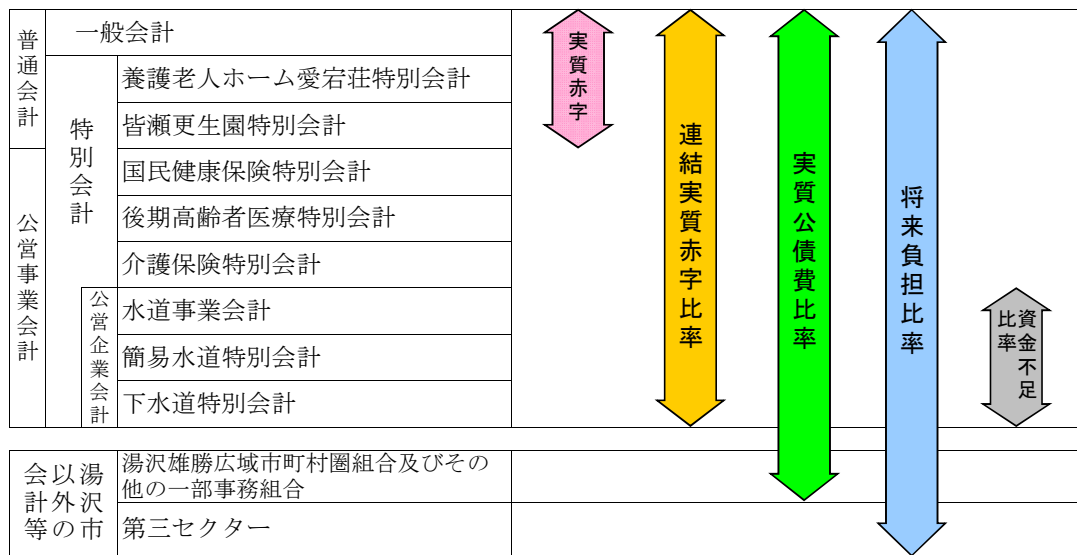 普通会計
一般会計
特別会計
養護老人ホーム愛宕荘特別会計
皆瀬更生園特別会計
公営事業会計
国民健康保険特別会計
後期高齢者医療特別会計
介護保険特別会計
公営企業会計
水道事業会計
簡易水道特別会計
下水道特別会計
湯沢市
以外の
会計等
湯沢雄勝広域市町村圏組合及びその
他の一部事務組合
第三セクター
実質赤字
連結実質赤字比率
実質公債費比率
将来負担比率
資金不足
比率